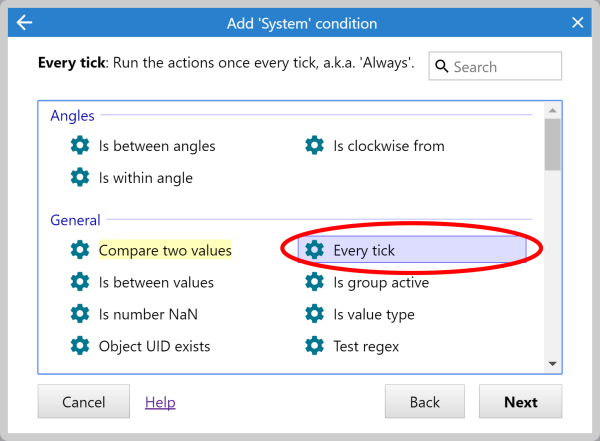 Add 'System' condition
Every tick: Run the actions once every tick, a.k.a. 'Always'.
Search
Angles
Is between angles
Is clockwise from
Is within angle
General
Compare two values
Every tick
Is between values
Is group active
Is number NaN
Is value type
Object UID exists
Test regex
Cancel
Help
Back
Next